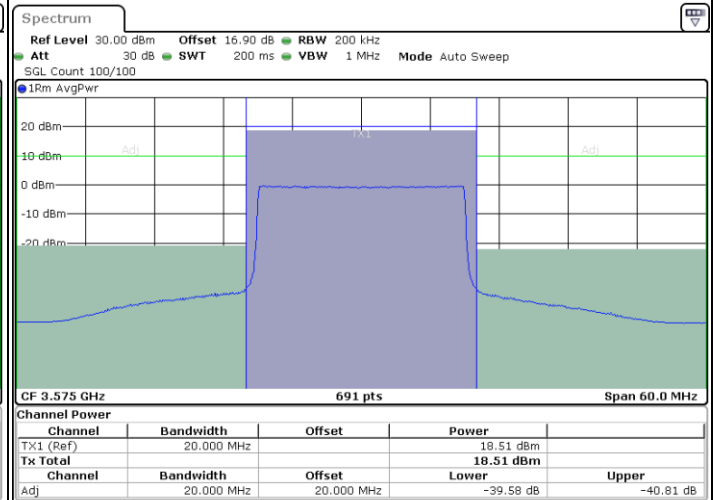 Spectrum
Ref Level 30.00 dBm Offset 16.90 dB RBW 200 kHz
Att 30 dB SWT 200 ms VBW 1 MHz Mode Auto Sweep
SGL Count 100/100
1Rm AvgPwr
20 dBm
TX1
Adj Adj
10 dBm
0 dBm
-10 dBm
-20 dBm
CF 3.575 GHz 691 pts Span 60.0 MHz
Channel Power
Channel Bandwidth Offset Power
TX1 (Ref) 20.000 MHz 18.51 dBm
Tx Total 18.51 dBm
Channel Bandwidth Offset Lower Upper
Adj 20.000 MHz 20.000 MHz -39.58 dB -40.81 dB